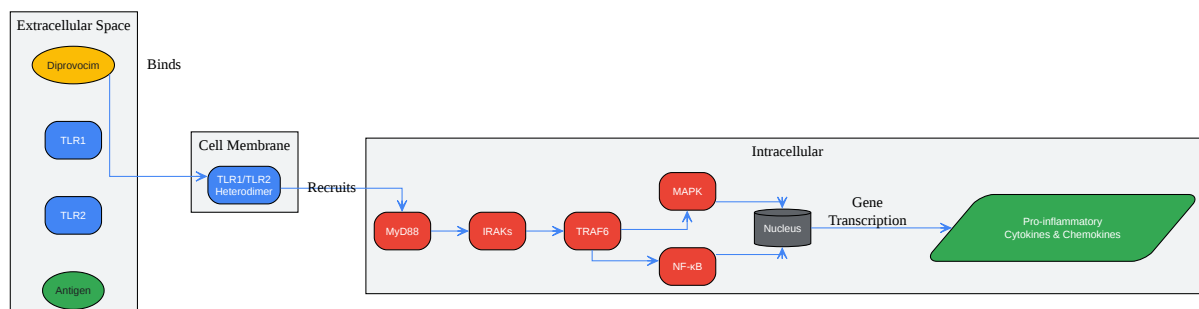 Extracellular Space
Diprovocim
Binds
TLR1
TLR2
Antigen
Cell Membrane
TLR1/TLR2
Heterodimer
Recruits
Intracellular
MyD88
IRAKs
TRAF6
MAPK
NF-κB
Nucleus
Gene
Transcription
Pro-inflammatory
Cytokines & Chemokines